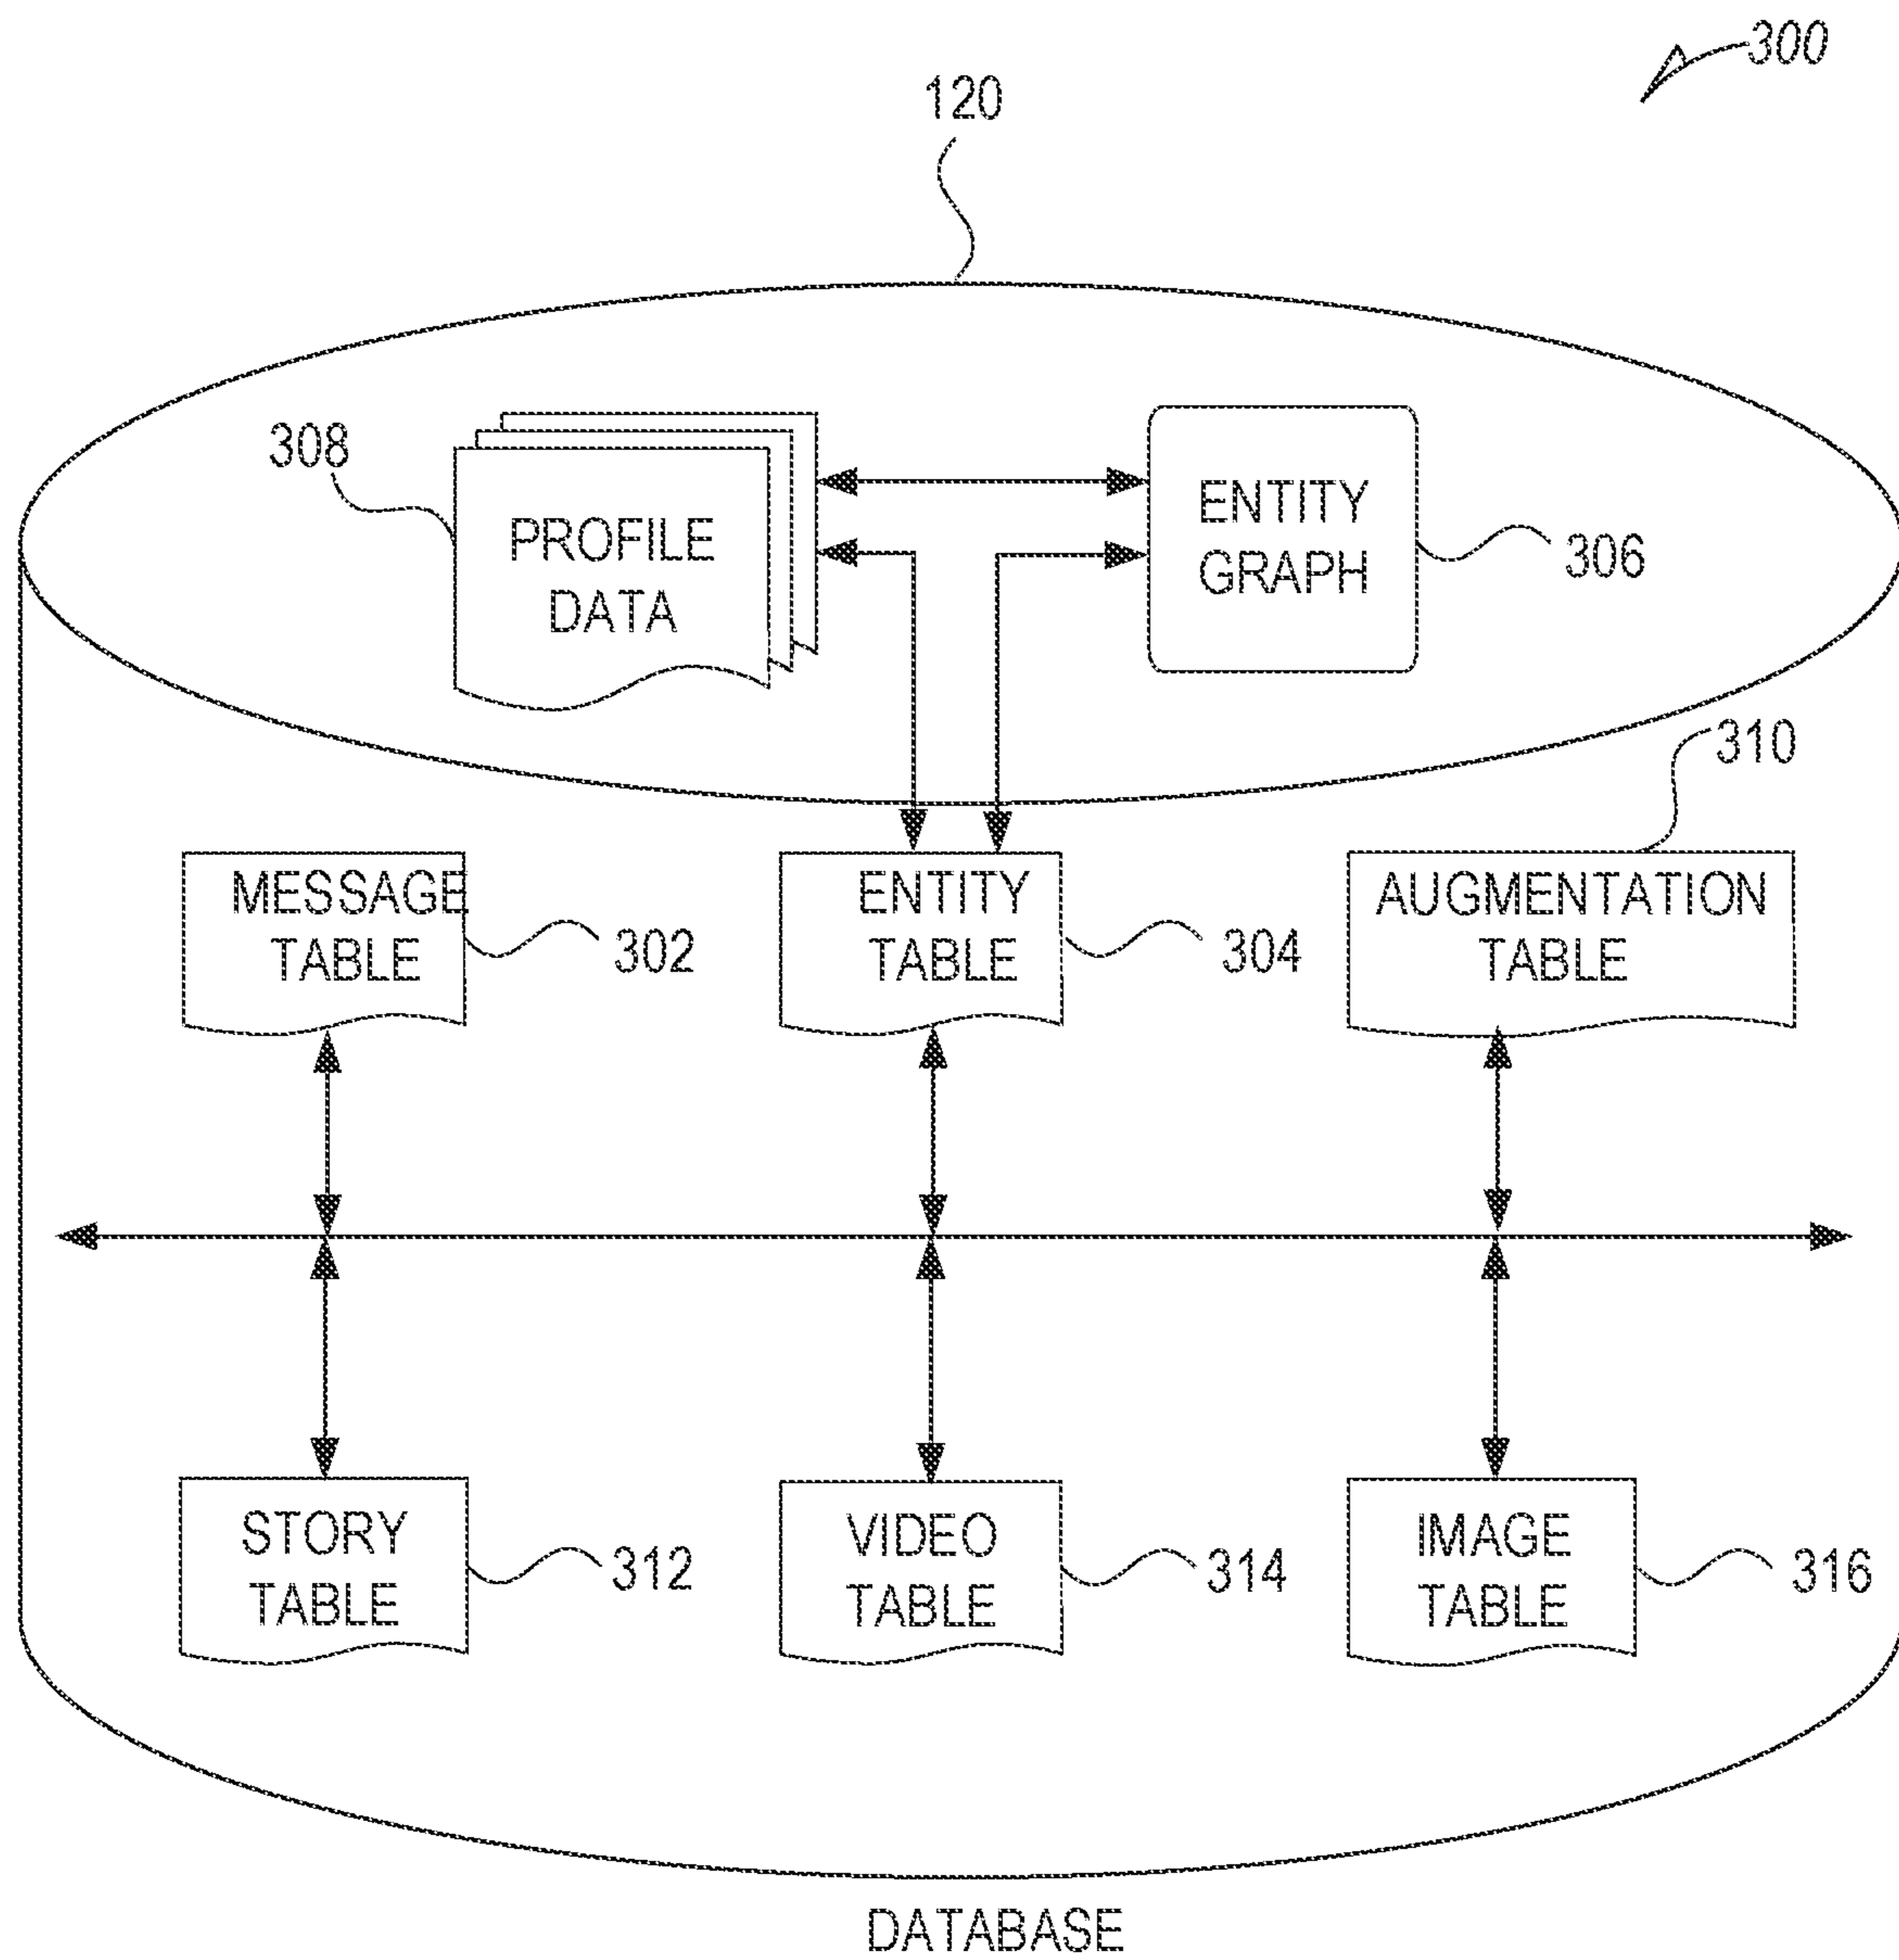 300
120
308
PROFILE
DATA
ENTITY
GRAPH
306
310
MESSAGE
TABLE
302
ENTITY
TABLE
304
AUGMENTATION
TABLE
STORY
TABLE
312
VIDEO
TABLE
314
IMAGE
TABLE
316
DATABASE